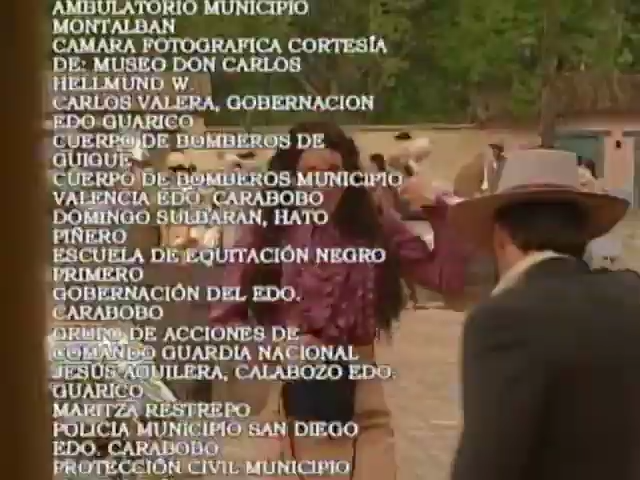 AMBULATORIO MUNICIPIO
MONTALBAN
CAMARA FOTOGRAFICA CORTESÍA
DE: MUSEO DON CARLOS
HELLMUND W.
CARLOS VALERA, GOBERNACION
EDO GUARICO
CUERPO DE BOMBEROS DE
GUIGUE
CUERPO DE BOMBEROS MUNICIPIO
VALENCIA EDO. CARABOBO
DOMINGO SULBARAN, HATO
PIÑERO
ESCUELA DE EQUITACIÓN NEGRO
PRIMERO
GOBERNACIÓN DEL EDO.
CARABOBO
GRUPO DE ACCIONES DE
COMANDO GUARDIA NACIONAL
JESÚS AQUILERA, CALABOZO EDO.
GUARICO
MARITZA RESTREPO
POLICIA MUNICIPIO SAN DIEGO
EDO. CARABOBO
PROTECCIÓN CIVIL MUNICIPIO